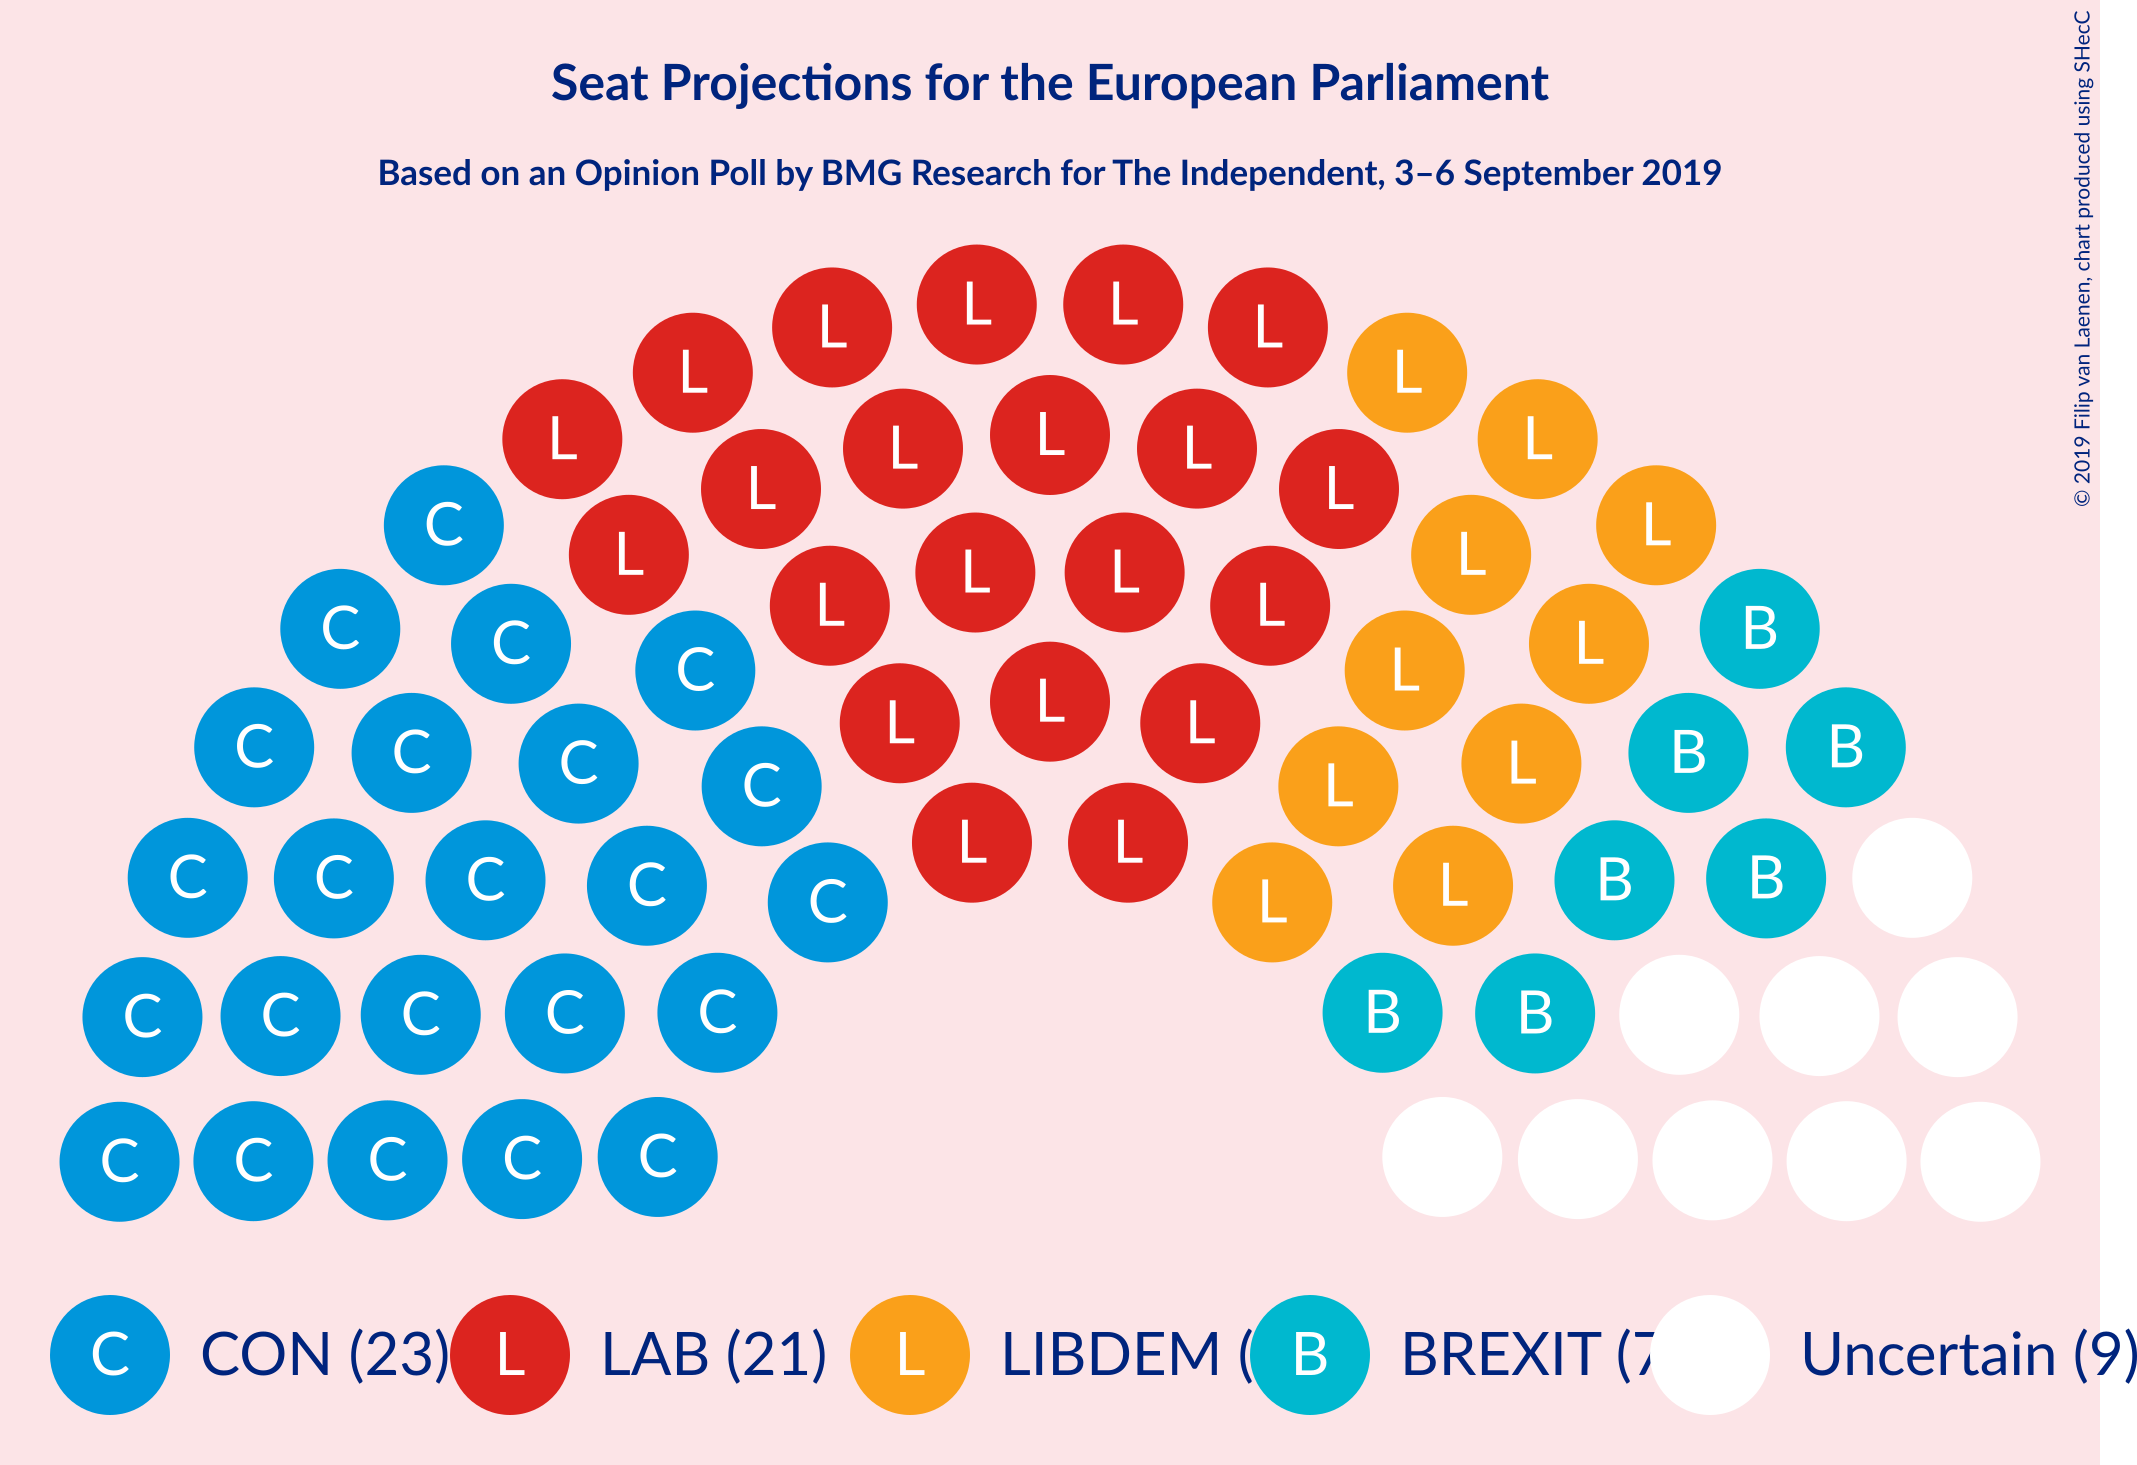 Seat Projections for the European Parliament
Based on an Opinion Poll by BMG Research for The Independent, 3–6 September 2019
© 2019 Filip van Laenen, chart produced using SHecC
L L L L
L L
L L
L L L
L L
C L
L L L L
C L L L L B
C L L L C
C C L L L L L B B
C C C L L
C C C C C L L L L B B
C C C C C L L B B
C C C C C
C CON (23) L LAB (21) L LIBDEM ( B BREXIT (7 Uncertain (9)